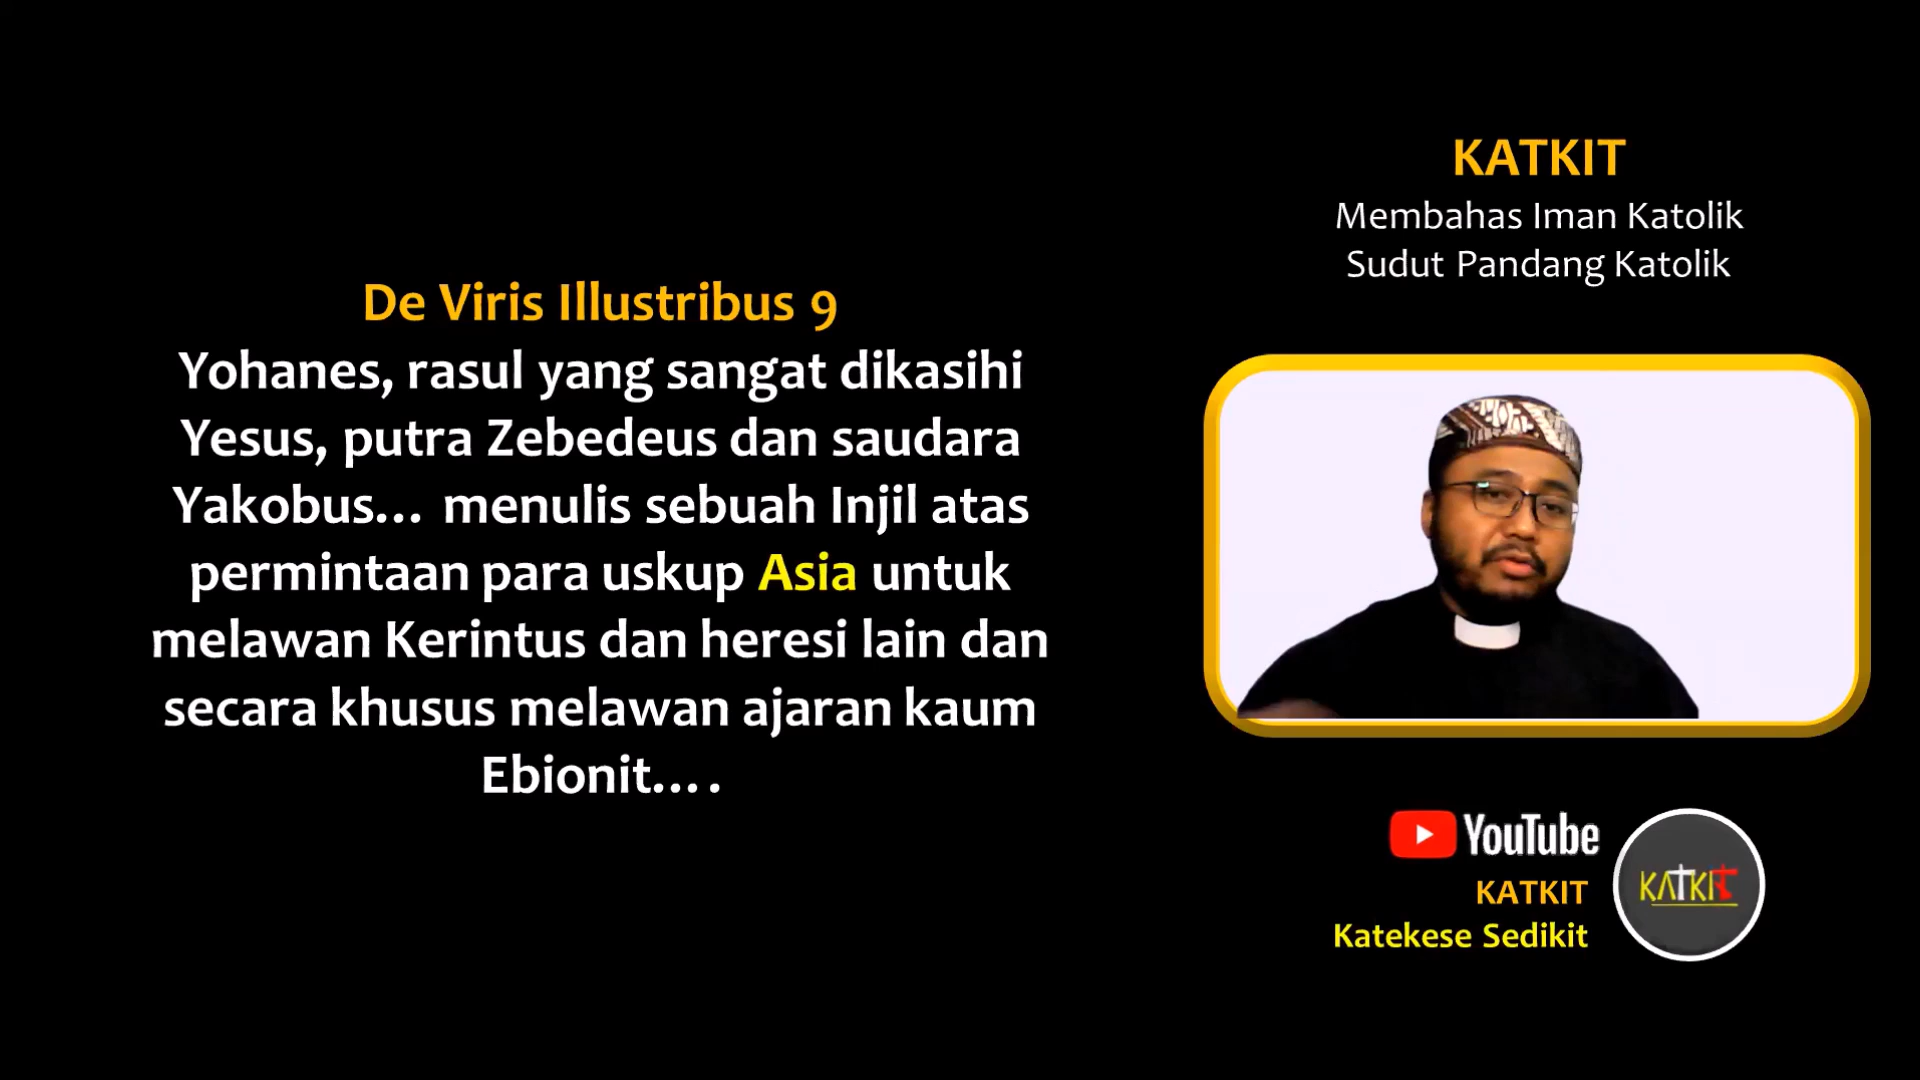 De Viris Illustribus 9
Yohanes, rasul yang sangat dikasihi
Yesus, putra Zebedeus dan saudara
Yakobus... menulis sebuah Injil atas
permintaan para uskup Asia untuk
melawan Kerintus dan heresi lain dan
secara khusus melawan ajaran kaum
Ebionit....
KATKIT
Membahas Iman Katolik
Sudut Pandang Katolik
YouTube
KATKIT
Katekese Sedikit
KATKIT